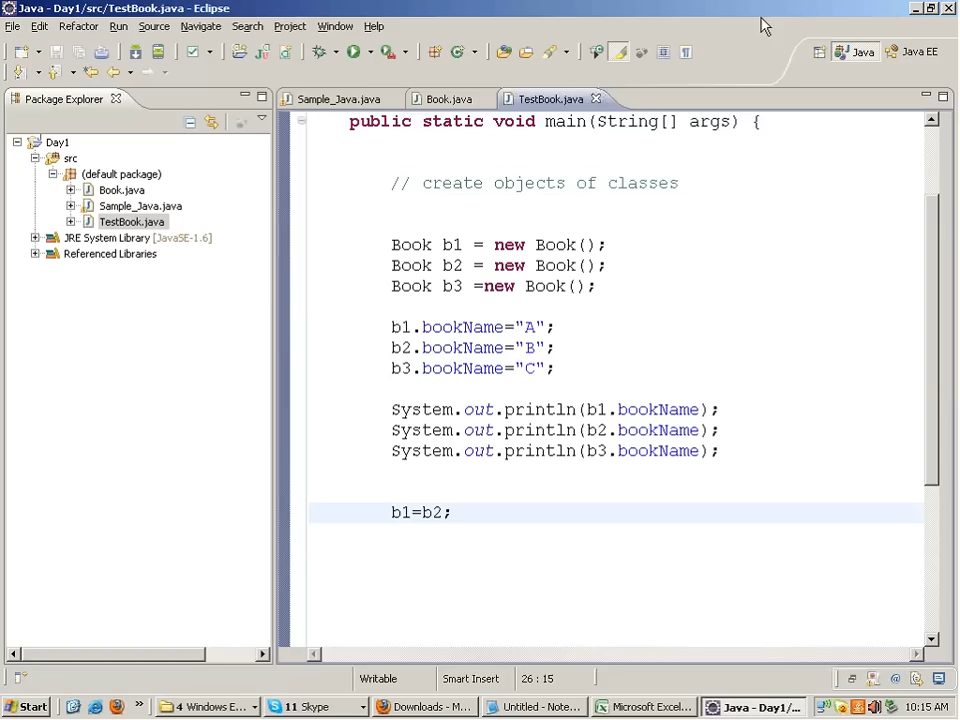 Java - Day1/src/TestBook.java - Eclipse
File Edit Refactor Run Source Navigate Search Project Window Help
Java Java EE
Package Explorer Sample_Java.java Book.java TestBook.java
Day1
src
(default package)
Book.java
Sample_Java.java
TestBook.java
JRE System Library [JavaSE-1.6]
Referenced Libraries
public static void main(String[] args) {
// create objects of classes
Book b1 = new Book();
Book b2 = new Book();
Book b3 =new Book();
b1.bookName="A";
b2.bookName="B";
b3.bookName="C";
System.out.println(b1.bookName);
System.out.println(b2.bookName);
System.out.println(b3.bookName);
b1=b2;
Writable Smart Insert 26 : 15
Start » 4 Windows E... 11 Skype Downloads - M... Untitled - Note... Microsoft Excel... Java - Day1/... 10:15 AM